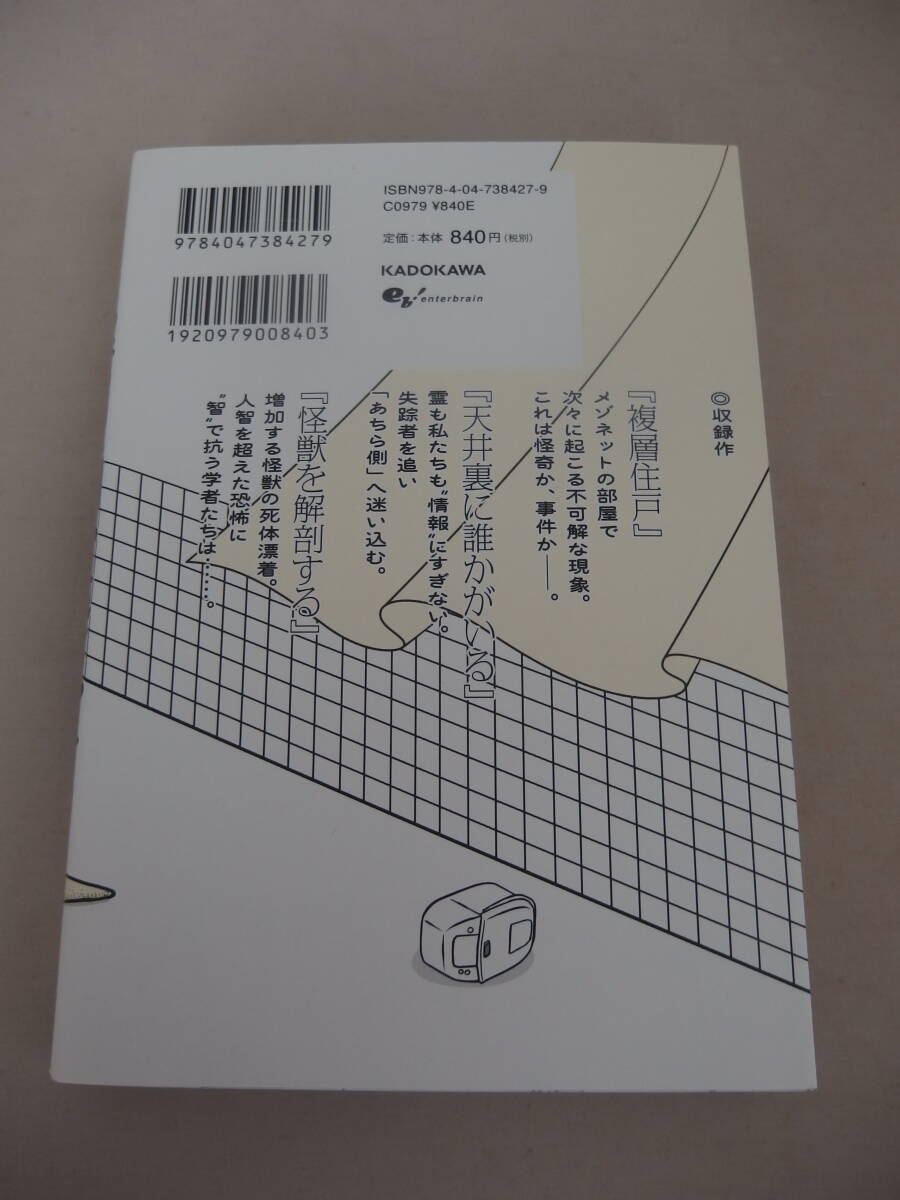 9784047384279
1920979008403
ISBN978-4-04-738427-9
C0979 ¥840E
定価：本体 840円（税別）
KADOKAWA
eb! enterbrain
◎収録作
『複層住戸』
メゾネットの部屋で
次々に起こる不可解な現象。
これは怪奇か、事件か――。
『天井裏に誰かがいる』
霊も私たちも“情報”にすぎない。
失踪者を追い
「あちら側」へ迷い込む。
『怪獣を解剖する』
増加する怪獣の死体漂着。
人智を超えた恐怖に
“智”で抗う学者たちは……。